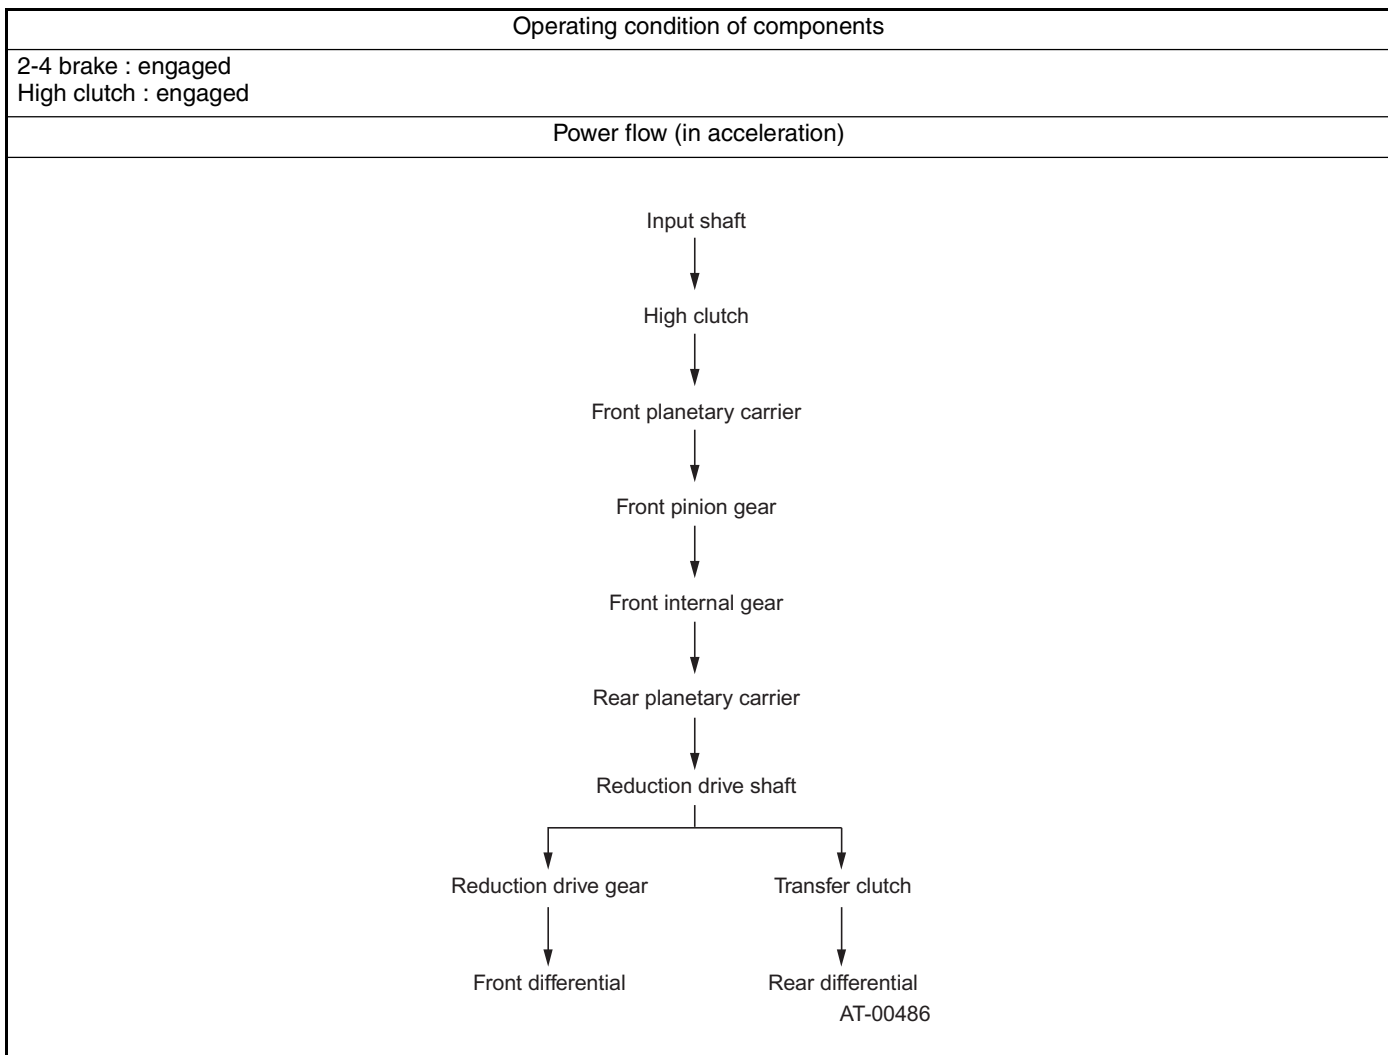 Operating condition of components
2-4 brake : engaged
High clutch : engaged
Power flow (in acceleration)
Input shaft
High clutch
Front planetary carrier
Front pinion gear
Front internal gear
Rear planetary carrier
Reduction drive shaft
Reduction drive gear
Transfer clutch
Front differential
Rear differential
AT-00486